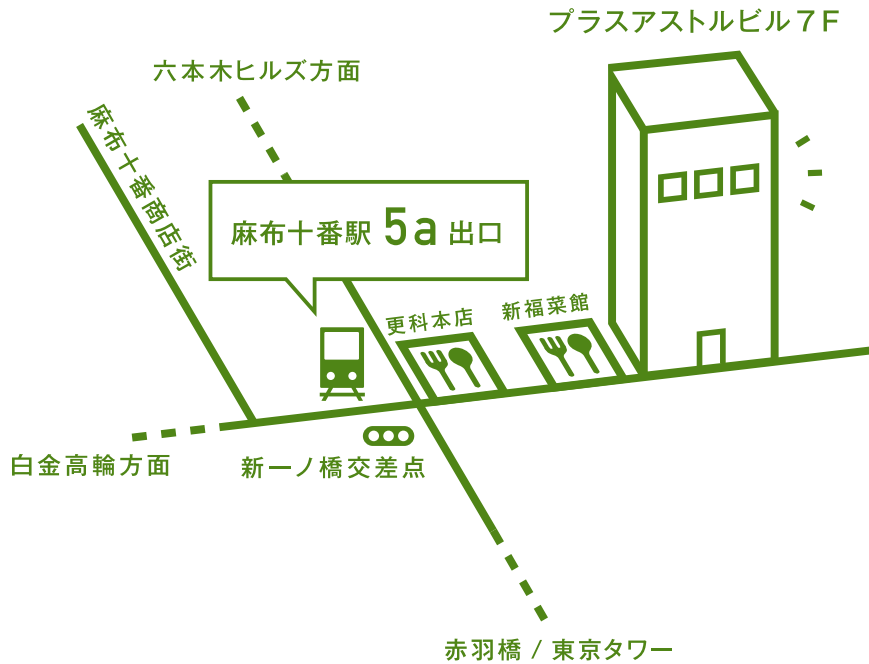 プラスアストルビル7F
六本木ヒルズ方面
麻布十番商店街
麻布十番駅 5a 出口
新福菜館
更科本店
白金高輪方面
新一ノ橋交差点
赤羽橋 / 東京タワー